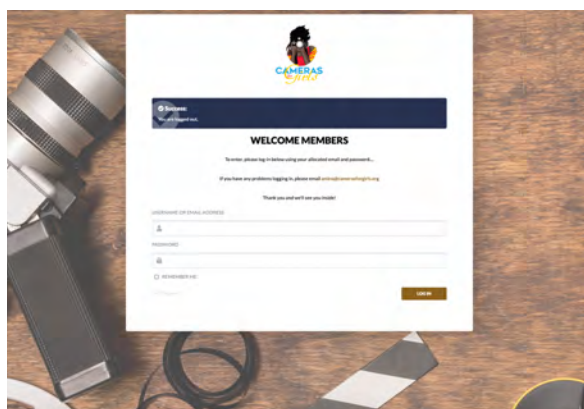 CAMERAS
girls
Success:
You are logged out.
WELCOME MEMBERS
To enter, please log in below using your allocated email and password...
If you have any problems logging in, please email
Thank you and we'll see you inside!
USERNAME OR EMAIL ADDRESS
PASSWORD
REMEMBER ME
LOG IN